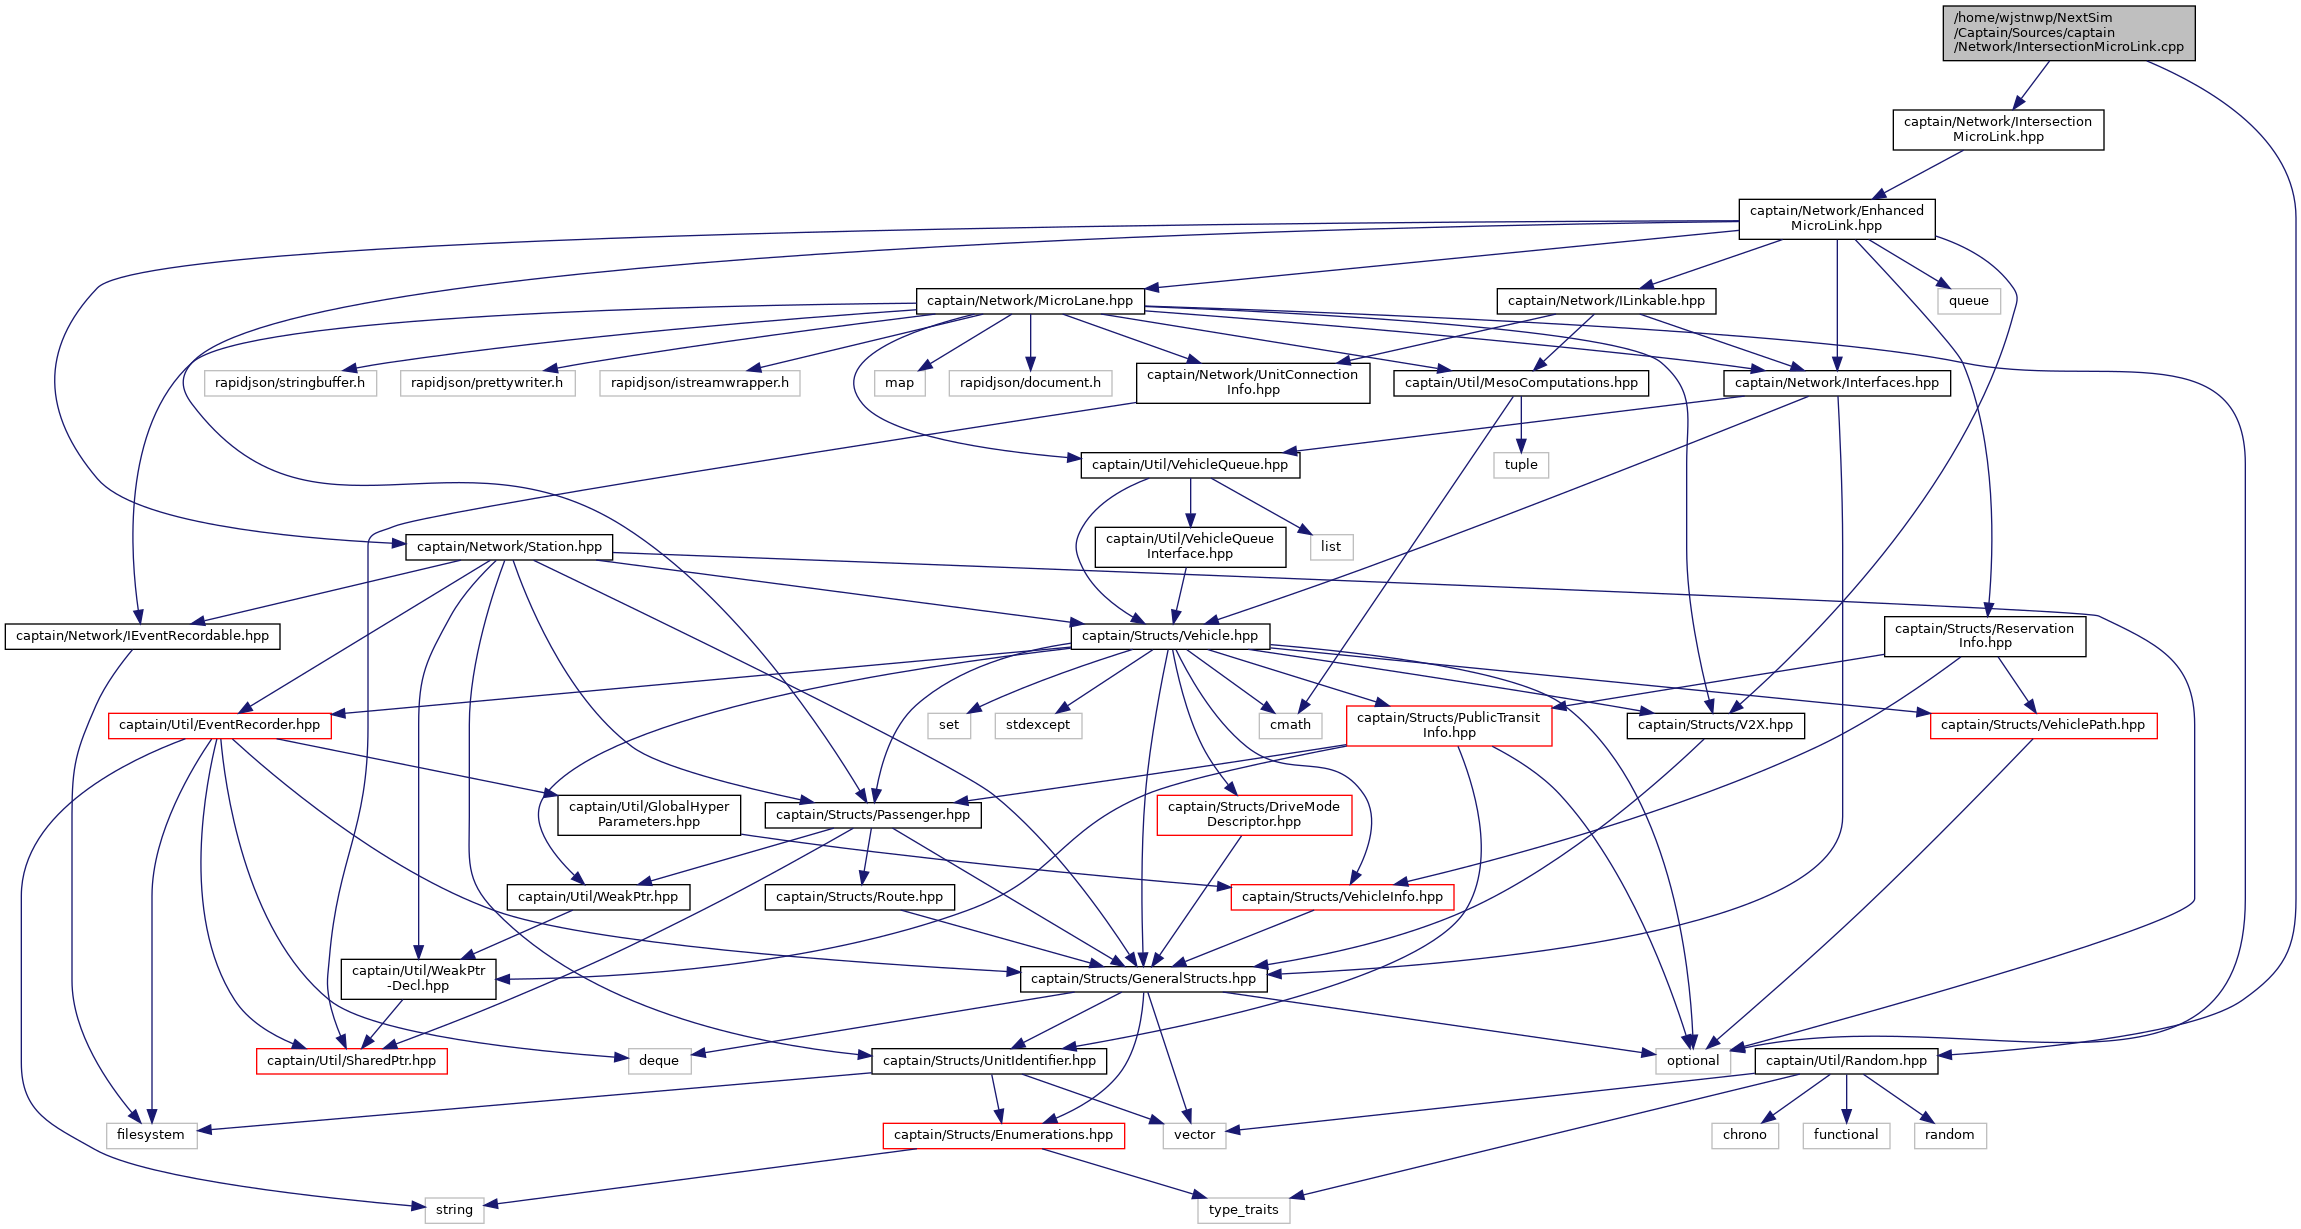 /home/wjstnwp/NextSim
/Captain/Sources/captain
/Network/IntersectionMicroLink.cpp
captain/Network/Intersection
MicroLink.hpp
captain/Network/Enhanced
MicroLink.hpp
captain/Network/MicroLane.hpp
captain/Network/ILinkable.hpp
queue
rapidjson/stringbuffer.h
rapidjson/prettywriter.h
rapidjson/istreamwrapper.h
map
rapidjson/document.h
captain/Network/UnitConnection
Info.hpp
captain/Util/MesoComputations.hpp
captain/Network/Interfaces.hpp
captain/Util/VehicleQueue.hpp
tuple
captain/Network/Station.hpp
captain/Util/VehicleQueue
Interface.hpp
list
captain/Network/IEventRecordable.hpp
captain/Structs/Vehicle.hpp
captain/Structs/Reservation
Info.hpp
captain/Util/EventRecorder.hpp
set
stdexcept
cmath
captain/Structs/PublicTransit
Info.hpp
captain/Structs/V2X.hpp
captain/Structs/VehiclePath.hpp
captain/Util/GlobalHyper
Parameters.hpp
captain/Structs/Passenger.hpp
captain/Structs/DriveMode
Descriptor.hpp
captain/Util/WeakPtr.hpp
captain/Structs/Route.hpp
captain/Structs/VehicleInfo.hpp
captain/Util/WeakPtr
-Decl.hpp
captain/Structs/GeneralStructs.hpp
captain/Util/SharedPtr.hpp
deque
captain/Structs/UnitIdentifier.hpp
optional
captain/Util/Random.hpp
filesystem
captain/Structs/Enumerations.hpp
vector
chrono
functional
random
string
type_traits